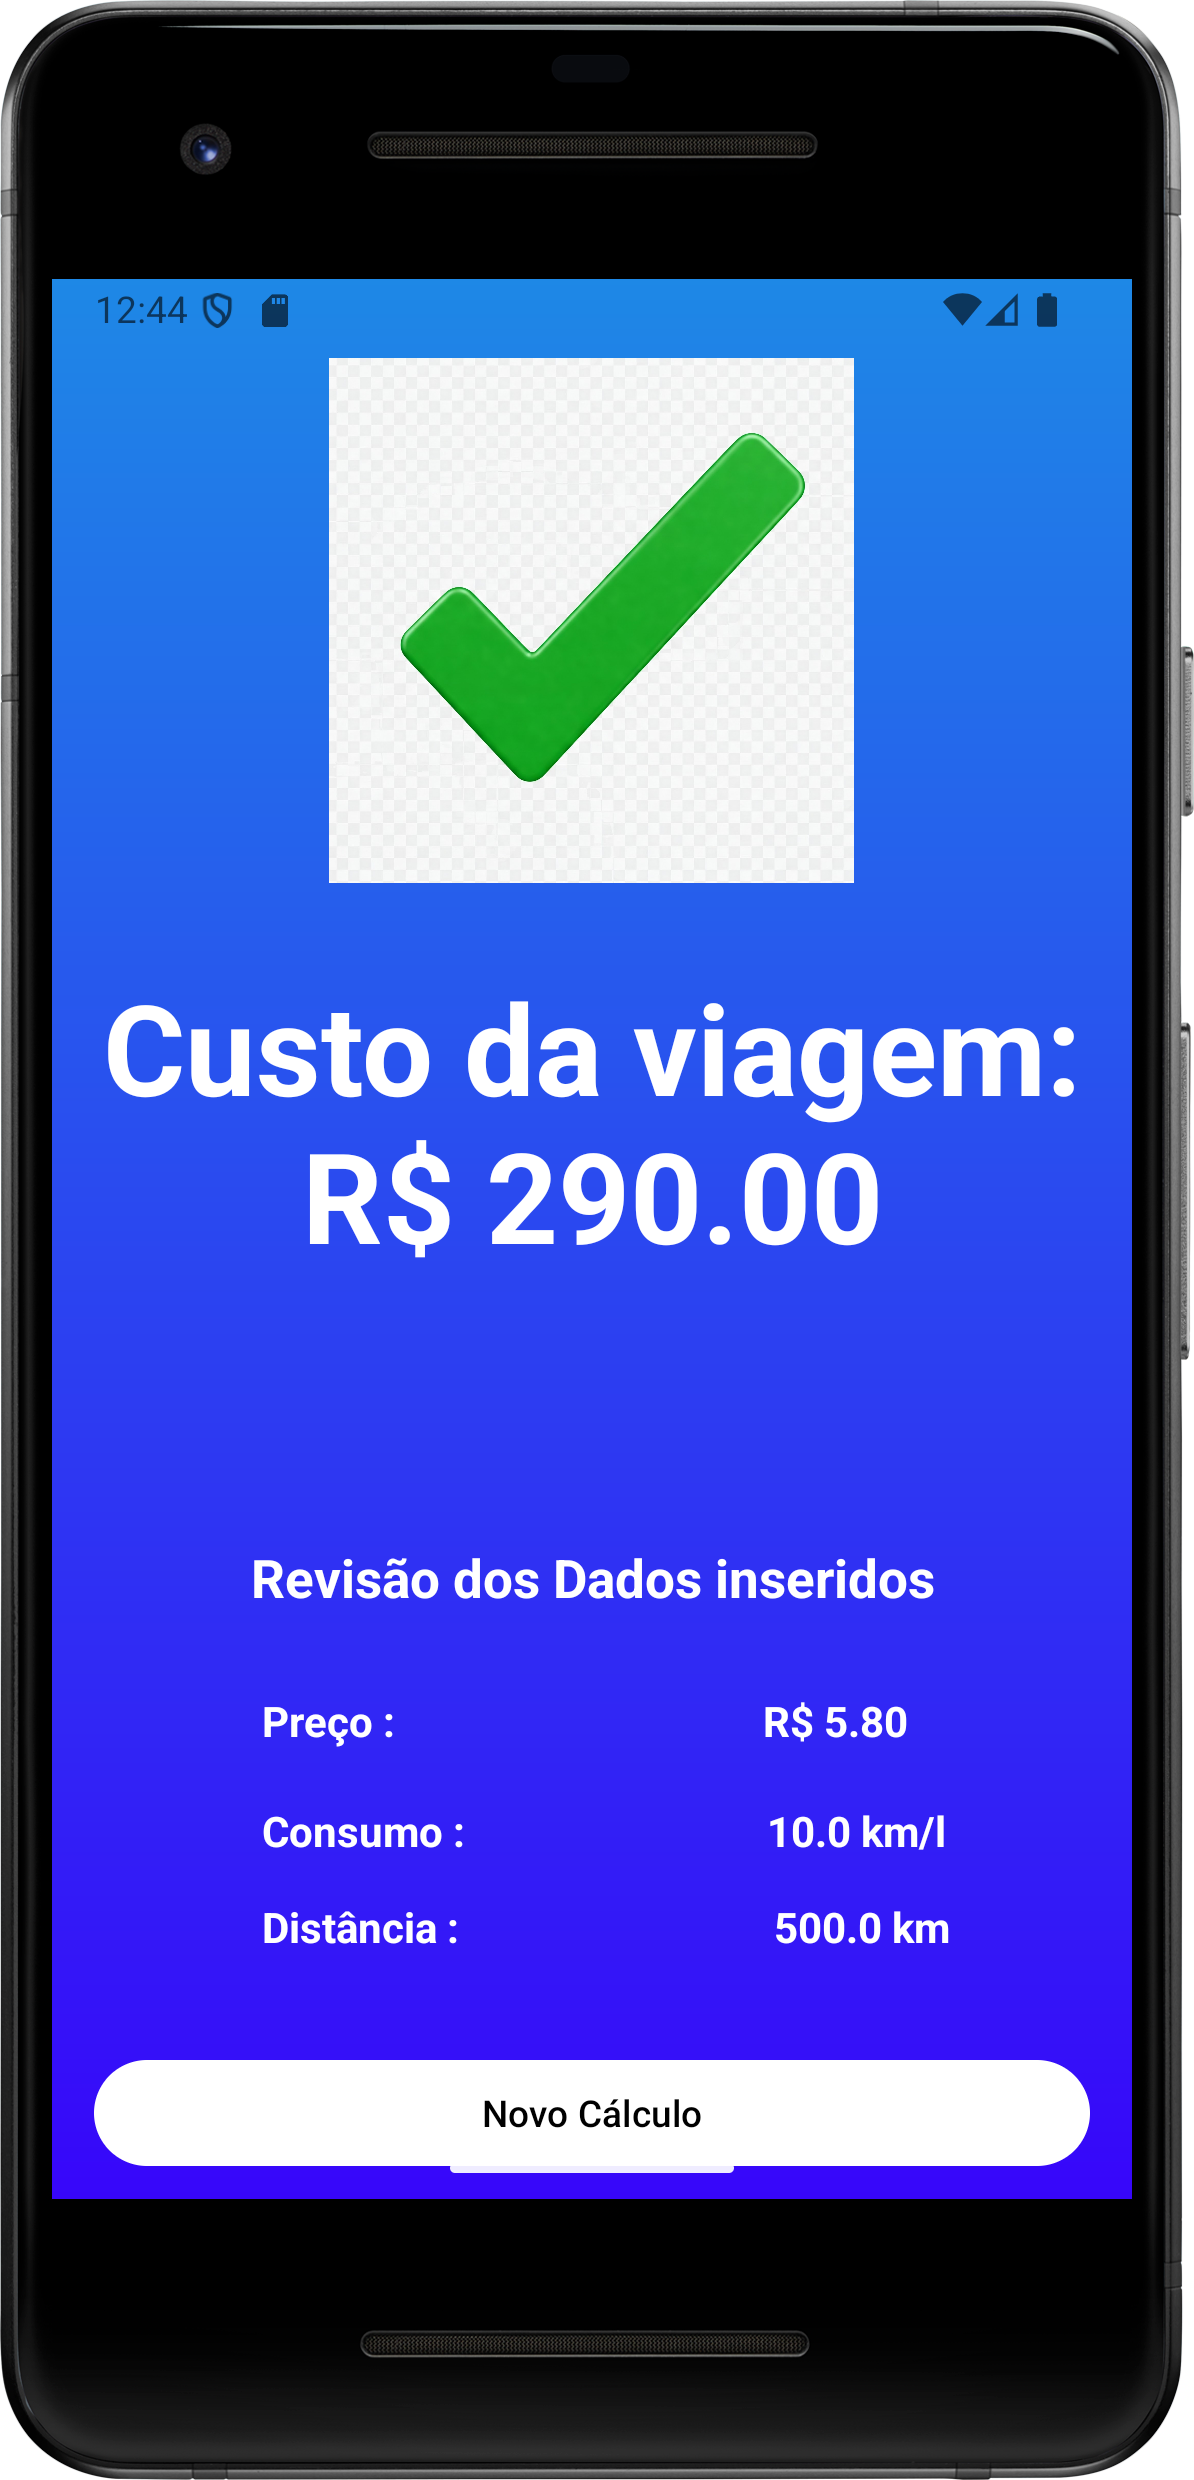 12:44
Custo da viagem:
R$ 290.00
Revisão dos Dados inseridos
Preço : R$ 5.80
Consumo : 10.0 km/l
Distância : 500.0 km
Novo Cálculo